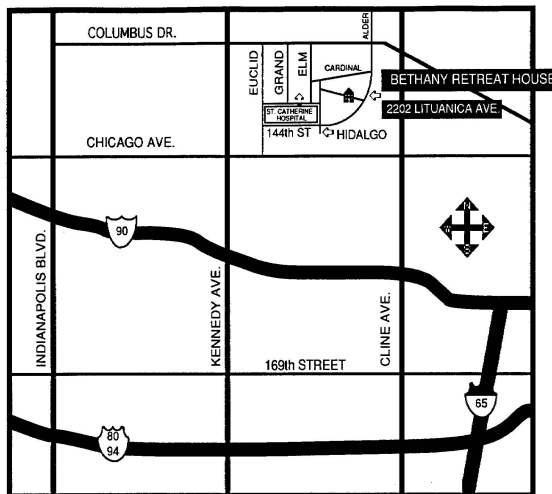 COLUMBUS DR.
ALDER
EUCLID
GRAND
ELM
CARDINAL
BETHANY RETREAT HOUSE
2202 LITUANICA AVE.
ST. CATHERINE
HOSPITAL
144th ST
HIDALGO
CHICAGO AVE.
N
W E
S
90
INDIANAPOLIS BLVD.
KENNEDY AVE.
CLINE AVE.
169th STREET
65
80
94